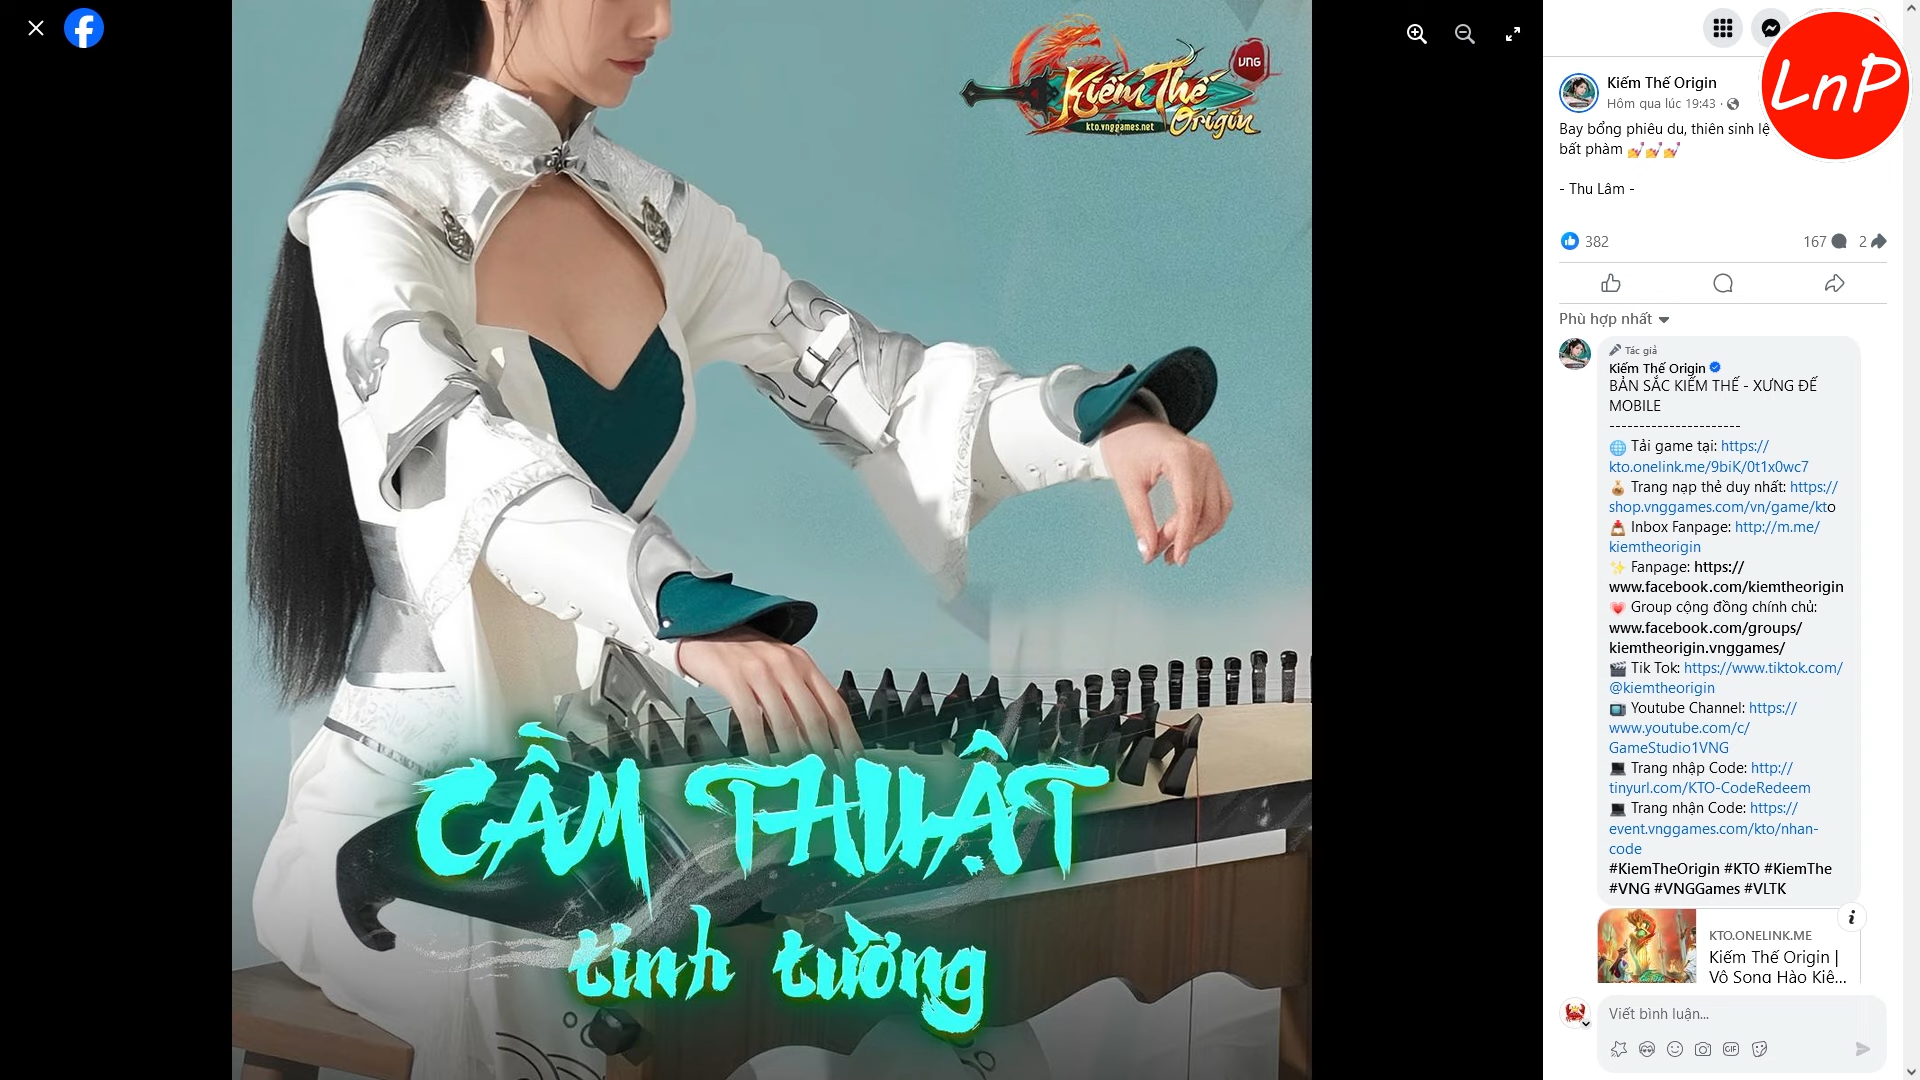 VNG
Kiếm Thế
Origin
kto.vnggames.net
CẦM THUẬT
tinh tường
LnP
Kiếm Thế Origin
Hôm qua lúc 19:43 ·
Bay bổng phiêu du, thiên sinh lệ
bất phàm
- Thu Lâm -
382
167
2
Phù hợp nhất
Tác giả
Kiếm Thế Origin
BẢN SẮC KIẾM THẾ - XƯNG ĐẾ
MOBILE
----------------------
Tải game tại: https://
kto.onelink.me/9biK/0t1x0wc7
Trang nạp thẻ duy nhất: https://
shop.vnggames.com/vn/game/kto
Inbox Fanpage: http://m.me/
kiemtheorigin
Fanpage: https://
www.facebook.com/kiemtheorigin
Group cộng đồng chính chủ:
www.facebook.com/groups/
kiemtheorigin.vnggames/
Tik Tok: https://www.tiktok.com/
@kiemtheorigin
Youtube Channel: https://
www.youtube.com/c/
GameStudio1VNG
Trang nhập Code: http://
tinyurl.com/KTO-CodeRedeem
Trang nhận Code: https://
event.vnggames.com/kto/nhan-
code
#KiemTheOrigin #KTO #KiemThe
#VNG #VNGGames #VLTK
KTO.ONELINK.ME
Kiếm Thế Origin |
Vô Song Hào Kiệ...
Viết bình luận...
GIF